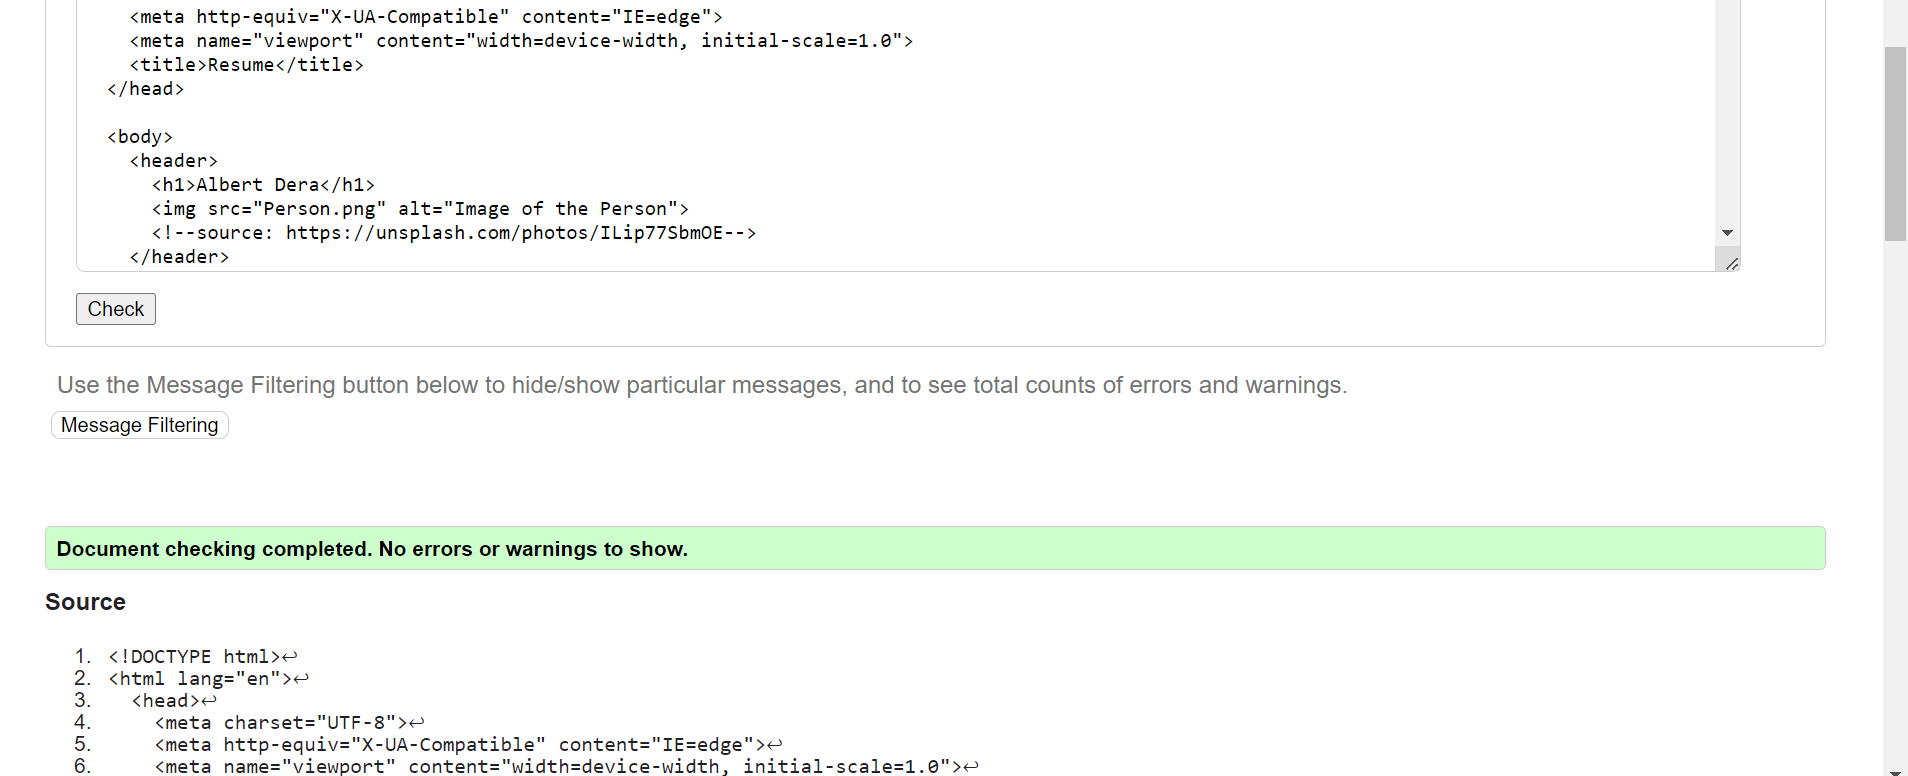 <meta http-equiv="X-UA-Compatible" content="IE=edge">
<meta name="viewport" content="width=device-width, initial-scale=1.0">
<title>Resume</title>
</head>
<body>
<header>
<h1>Albert Dera</h1>
<img src="Person.png" alt="Image of the Person">
<!--source: https://unsplash.com/photos/ILip77SbmOE-->
</header>
Check
Use the Message Filtering button below to hide/show particular messages, and to see total counts of errors and warnings.
Message Filtering
Document checking completed. No errors or warnings to show.
Source
1. <!DOCTYPE html>↩
2. <html lang="en">↩
3. <head>↩
4. <meta charset="UTF-8">↩
5. <meta http-equiv="X-UA-Compatible" content="IE=edge">↩
6. <meta name="viewport" content="width=device-width, initial-scale=1.0">↩